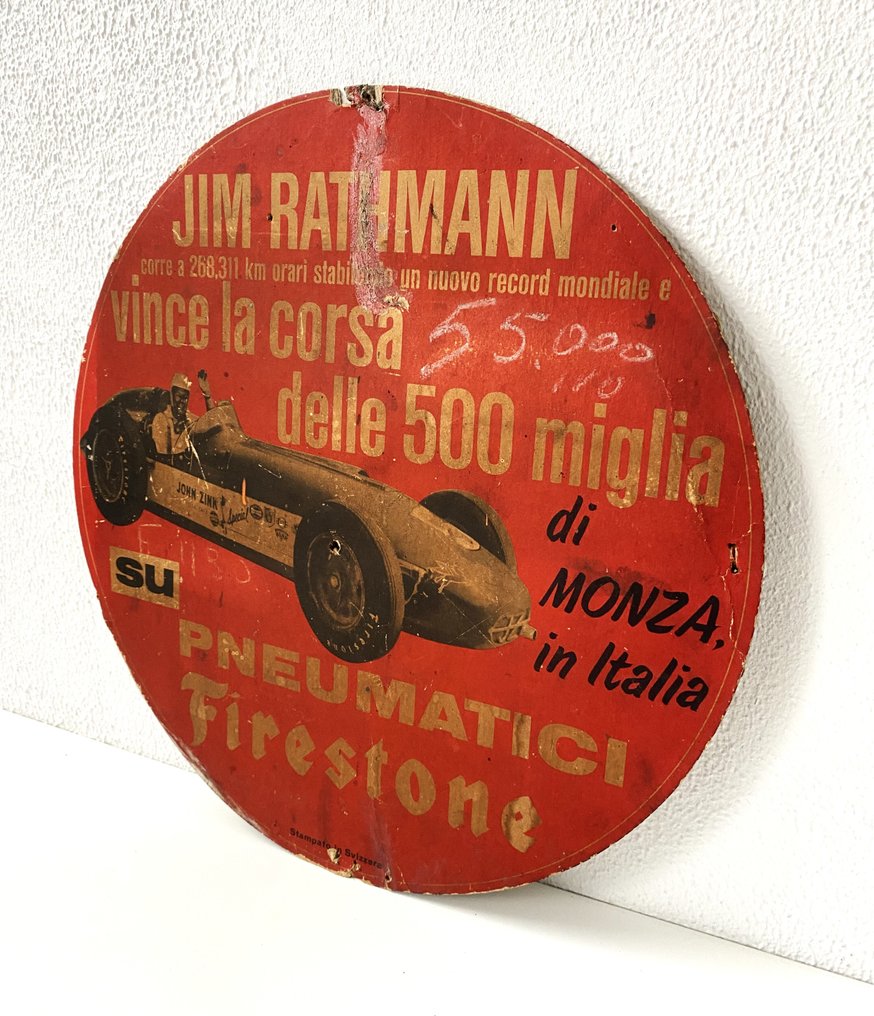 JIM RATHMANN
corre a 268,311 km orari stabilendo un nuovo record mondiale e
vince la corsa
55.000
delle 500 miglia
di
MONZA,
in Italia
JOHN ZINK
Special
Firestone
su
PNEUMATICI
Firestone
Stampato in Svizzera